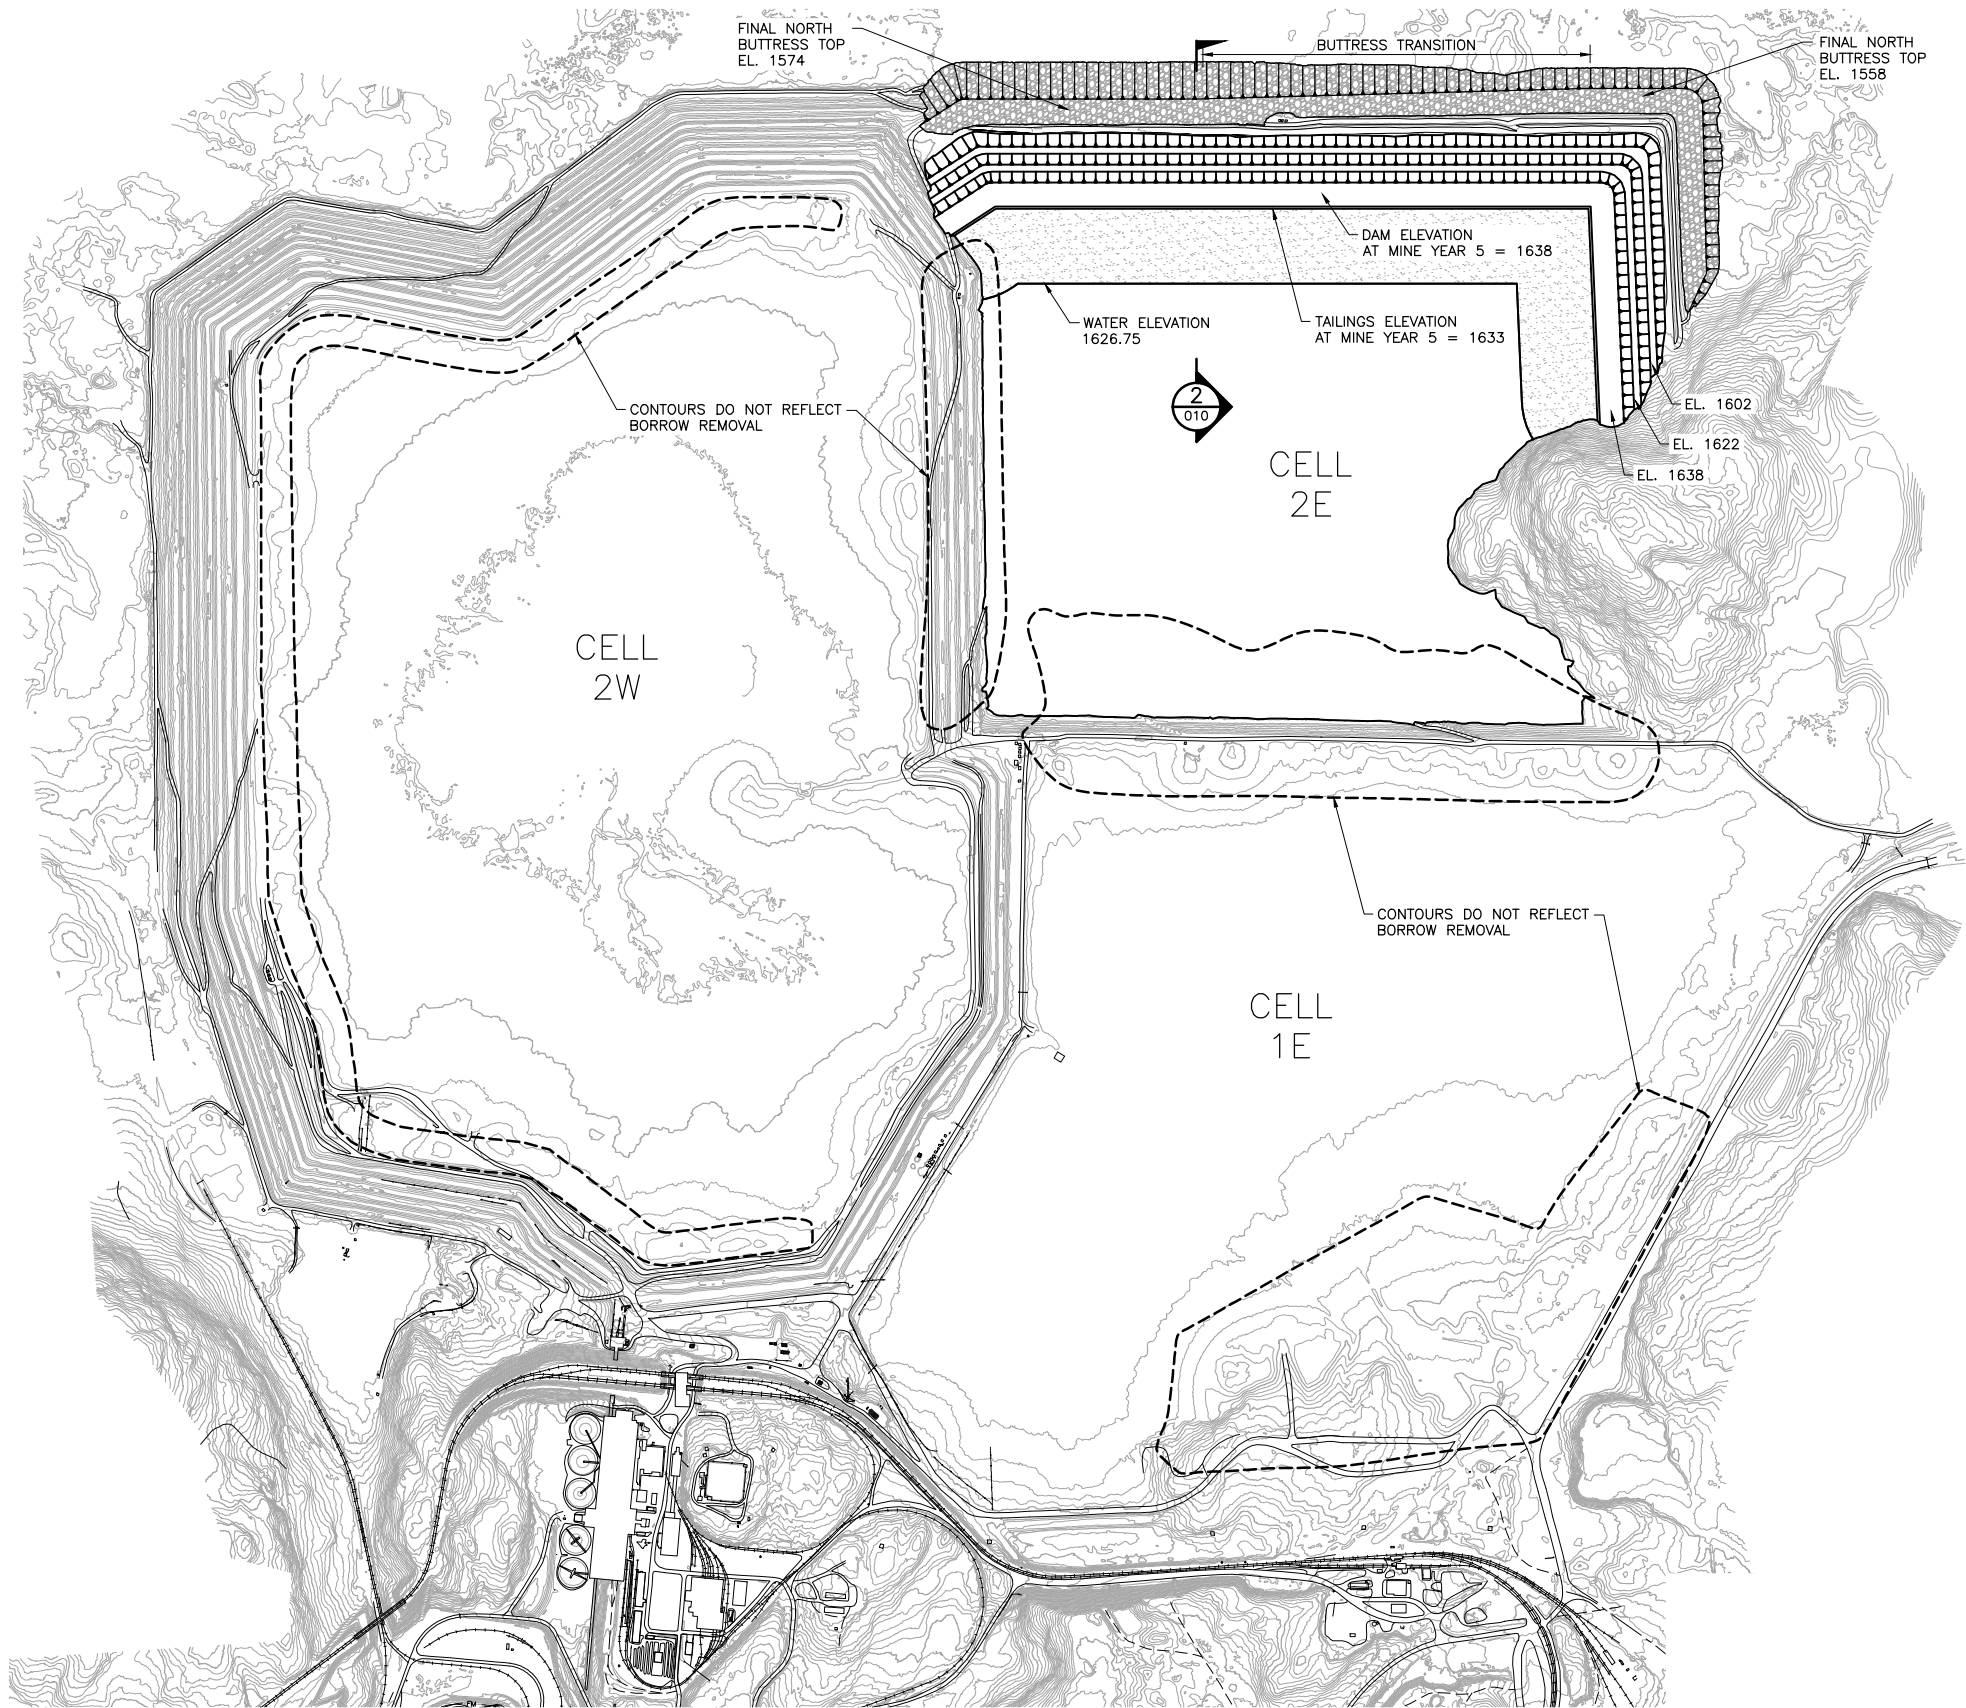 FINAL NORTH
BUTTRESS TOP
EL. 1574
BUTTRESS TRANSITION
FINAL NORTH
BUTTRESS TOP
EL. 1558
DAM ELEVATION
AT MINE YEAR 5 = 1638
WATER ELEVATION
1626.75
TAILINGS ELEVATION
AT MINE YEAR 5 = 1633
2
010
CONTOURS DO NOT REFLECT
BORROW REMOVAL
EL. 1602
EL. 1622
EL. 1638
CELL
2E
CELL
2W
CONTOURS DO NOT REFLECT
BORROW REMOVAL
CELL
1E